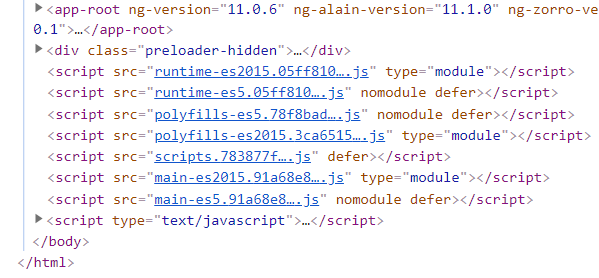 <app-root ng-version="11.0.6" ng-alain-version="11.1.0" ng-zorro-ve
0.1">…</app-root>
<div class="preloader-hidden">…</div>
<script src="runtime-es2015.05ff810….js" type="module"></script>
<script src="runtime-es5.05ff810….js" nomodule defer></script>
<script src="polyfills-es5.78f8bad….js" nomodule defer></script>
<script src="polyfills-es2015.3ca6515….js" type="module"></script>
<script src="scripts.783877f….js" defer></script>
<script src="main-es2015.91a68e8….js" type="module"></script>
<script src="main-es5.91a68e8….js" nomodule defer></script>
<script type="text/javascript">…</script>
</body>
</html>